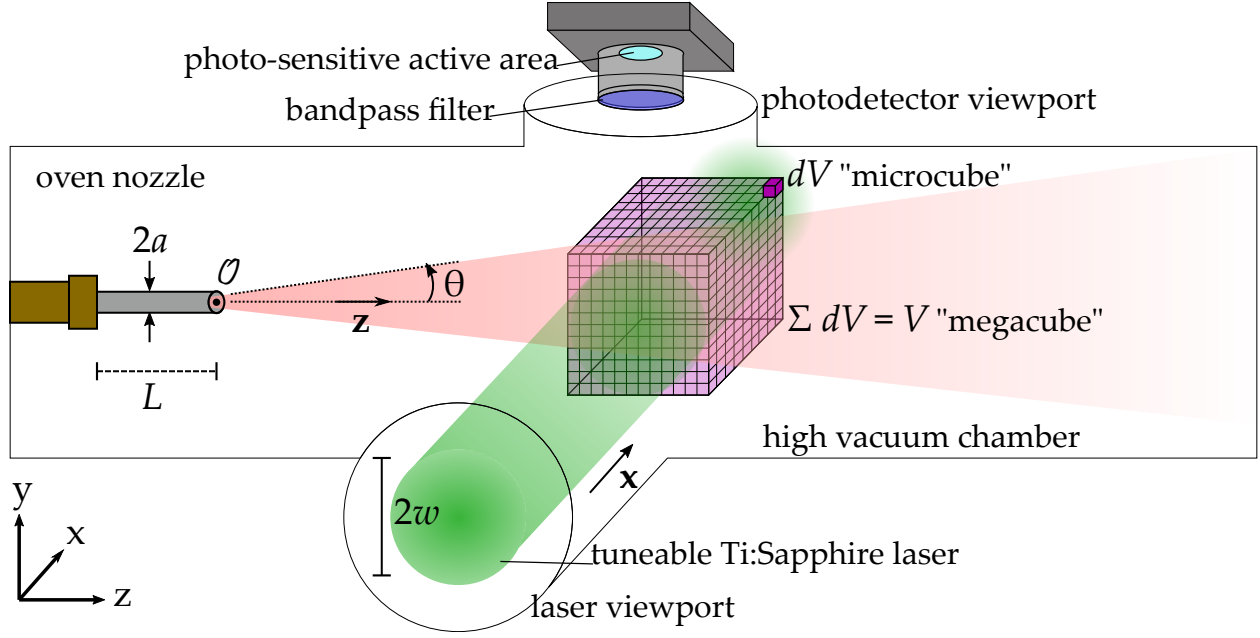 photo-sensitive active area
bandpass filter
photodetector viewport
oven nozzle
dV "microcube"
2a
𝒪
θ
z
Σ dV = V "megacube"
L
high vacuum chamber
x
2w
y
x
z
tuneable Ti:Sapphire laser
laser viewport